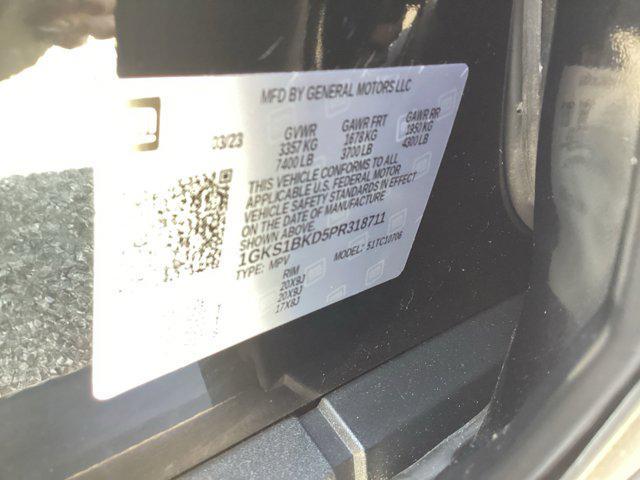 MFD BY GENERAL MOTORS LLC
03/23 GVWR GAWR FRT GAWR RR
3357 KG 1678 KG 1950 KG
7400 LB 3700 LB 4300 LB
THIS VEHICLE CONFORMS TO ALL
APPLICABLE U.S. FEDERAL MOTOR
VEHICLE SAFETY STANDARDS IN EFFECT
ON THE DATE OF MANUFACTURE
SHOWN ABOVE.
1GKS1BKD5PR318711
TYPE: MPV MODEL: 51TC10706
RIM
20X9J
20X9J
17X8J